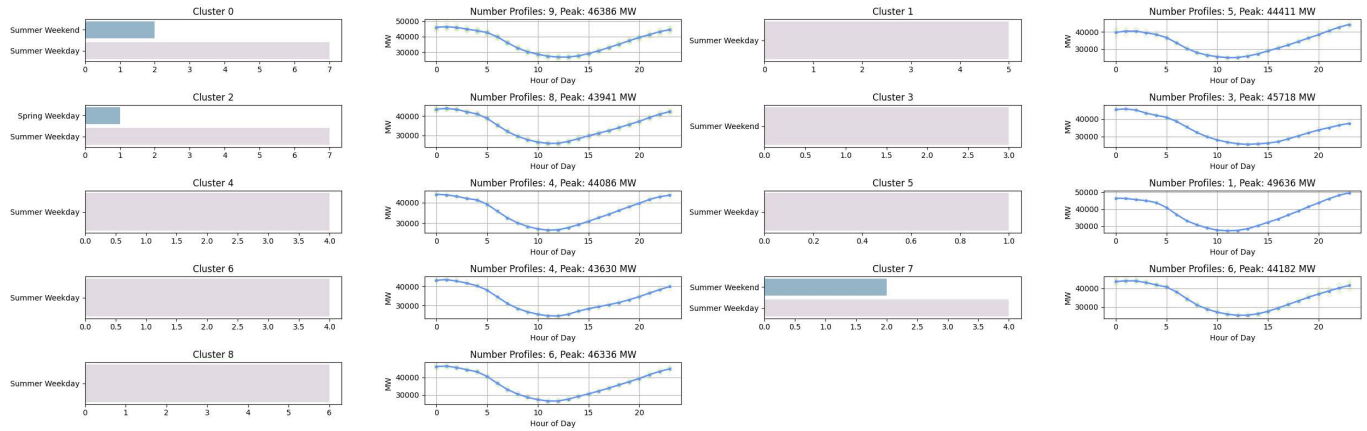 Cluster 0
Summer Weekend
Summer Weekday
0 1 2 3 4 5 6 7
Number Profiles: 9, Peak: 46386 MW
MW
50000
40000
30000
0 5 10 15 20
Hour of Day
Cluster 1
Summer Weekday
0 1 2 3 4 5
Number Profiles: 5, Peak: 44411 MW
MW
40000
30000
0 5 10 15 20
Hour of Day
Cluster 2
Spring Weekday
Summer Weekday
0 1 2 3 4 5 6 7
Number Profiles: 8, Peak: 43941 MW
MW
40000
30000
0 5 10 15 20
Hour of Day
Cluster 3
Summer Weekend
0.0 0.5 1.0 1.5 2.0 2.5 3.0
Number Profiles: 3, Peak: 45718 MW
MW
40000
30000
0 5 10 15 20
Hour of Day
Cluster 4
Summer Weekday
0.0 0.5 1.0 1.5 2.0 2.5 3.0 3.5 4.0
Number Profiles: 4, Peak: 44086 MW
MW
40000
30000
0 5 10 15 20
Hour of Day
Cluster 5
Summer Weekday
0.0 0.2 0.4 0.6 0.8 1.0
Number Profiles: 1, Peak: 49636 MW
MW
50000
40000
30000
0 5 10 15 20
Hour of Day
Cluster 6
Summer Weekday
0.0 0.5 1.0 1.5 2.0 2.5 3.0 3.5 4.0
Number Profiles: 4, Peak: 43630 MW
MW
40000
30000
0 5 10 15 20
Hour of Day
Cluster 7
Summer Weekend
Summer Weekday
0.0 0.5 1.0 1.5 2.0 2.5 3.0 3.5 4.0
Number Profiles: 6, Peak: 44182 MW
MW
40000
30000
0 5 10 15 20
Hour of Day
Cluster 8
Summer Weekday
0 1 2 3 4 5 6
Number Profiles: 6, Peak: 46336 MW
MW
40000
30000
0 5 10 15 20
Hour of Day